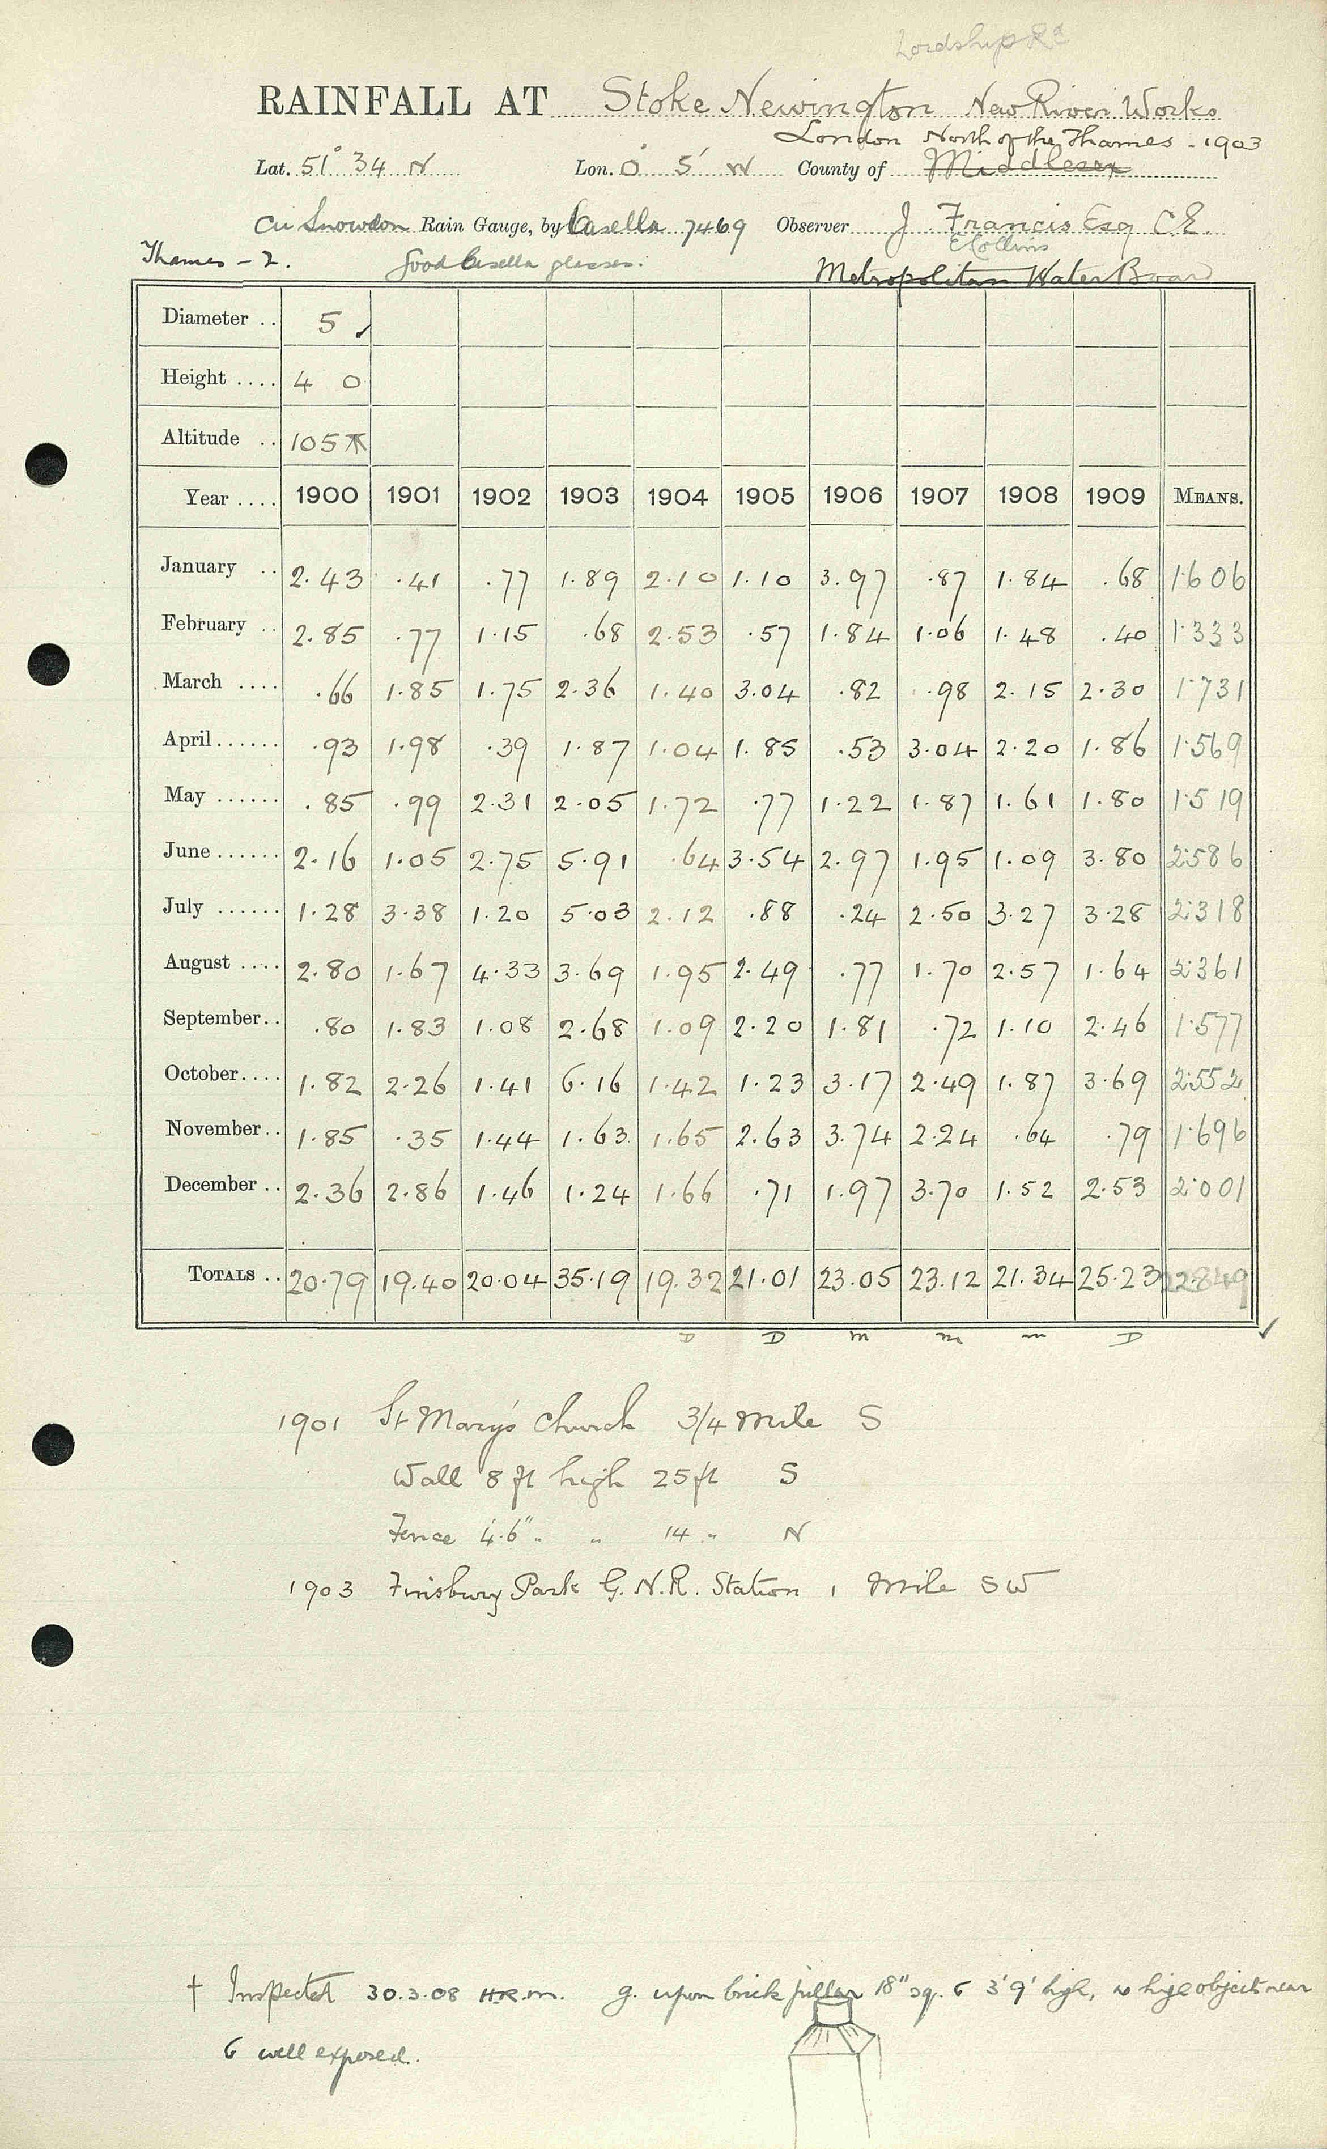 Lordship Rd
RAINFALL AT Stoke Newington New River Works
London North of the Thames - 1903
Lat. 51° 34 N Lon. 0° 5' W County of Middlesex
Cu Snowdon Rain Gauge, by Casella 7469 Observer J. Francis Esq C.E.
E Collins
Thames - 2. Good Casella glasses. Metropolitan Water Board
Diameter .. 5
Height .... 4 0
Altitude .. 105 T
Year .... 1900 1901 1902 1903 1904 1905 1906 1907 1908 1909 MEANS.
January .. 2.43 .41 .77 1.89 2.10 1.10 3.97 .87 1.84 .68 1.606
February .. 2.85 .77 1.15 .68 2.53 .57 1.84 1.06 1.48 .40 1.333
March .... .66 1.85 1.75 2.36 1.40 3.04 .82 .98 2.15 2.30 1.731
April ...... .93 1.98 .39 1.87 1.04 1.85 .53 3.04 2.20 1.86 1.569
May ...... .85 .99 2.31 2.05 1.72 .77 1.22 1.87 1.61 1.80 1.519
June ...... 2.16 1.05 2.75 5.91 .64 3.54 2.97 1.95 1.09 3.80 2.586
July ...... 1.28 3.38 1.20 5.03 2.12 .88 .24 2.50 3.27 3.28 2.318
August .... 2.80 1.67 4.33 3.69 1.95 2.49 .77 1.70 2.57 1.64 2.361
September .. .80 1.83 1.08 2.68 1.09 2.20 1.81 .72 1.10 2.46 1.577
October .... 1.82 2.26 1.41 6.16 1.42 1.23 3.17 2.49 1.87 3.69 2.552
November .. 1.85 .35 1.44 1.63 1.65 2.63 3.74 2.24 .64 .79 1.696
December .. 2.36 2.86 1.46 1.24 1.66 .71 1.97 3.70 1.52 2.53 2.001
TOTALS .. 20.79 19.40 20.04 35.19 19.32 21.01 23.05 23.12 21.34 25.23 22.849
D D m m m D
1901 St Mary's Church 3/4 mile S
Wall 8 ft high 25 ft S
Fence 4.6" " " 14 " N
1903 Finsbury Park G.N.R. Station 1 Mile SW
† Inspected 30.3.08 H.R.M. g. upon brick pillar 18" sq. & 3' 9' high, no high object near
& well exposed.